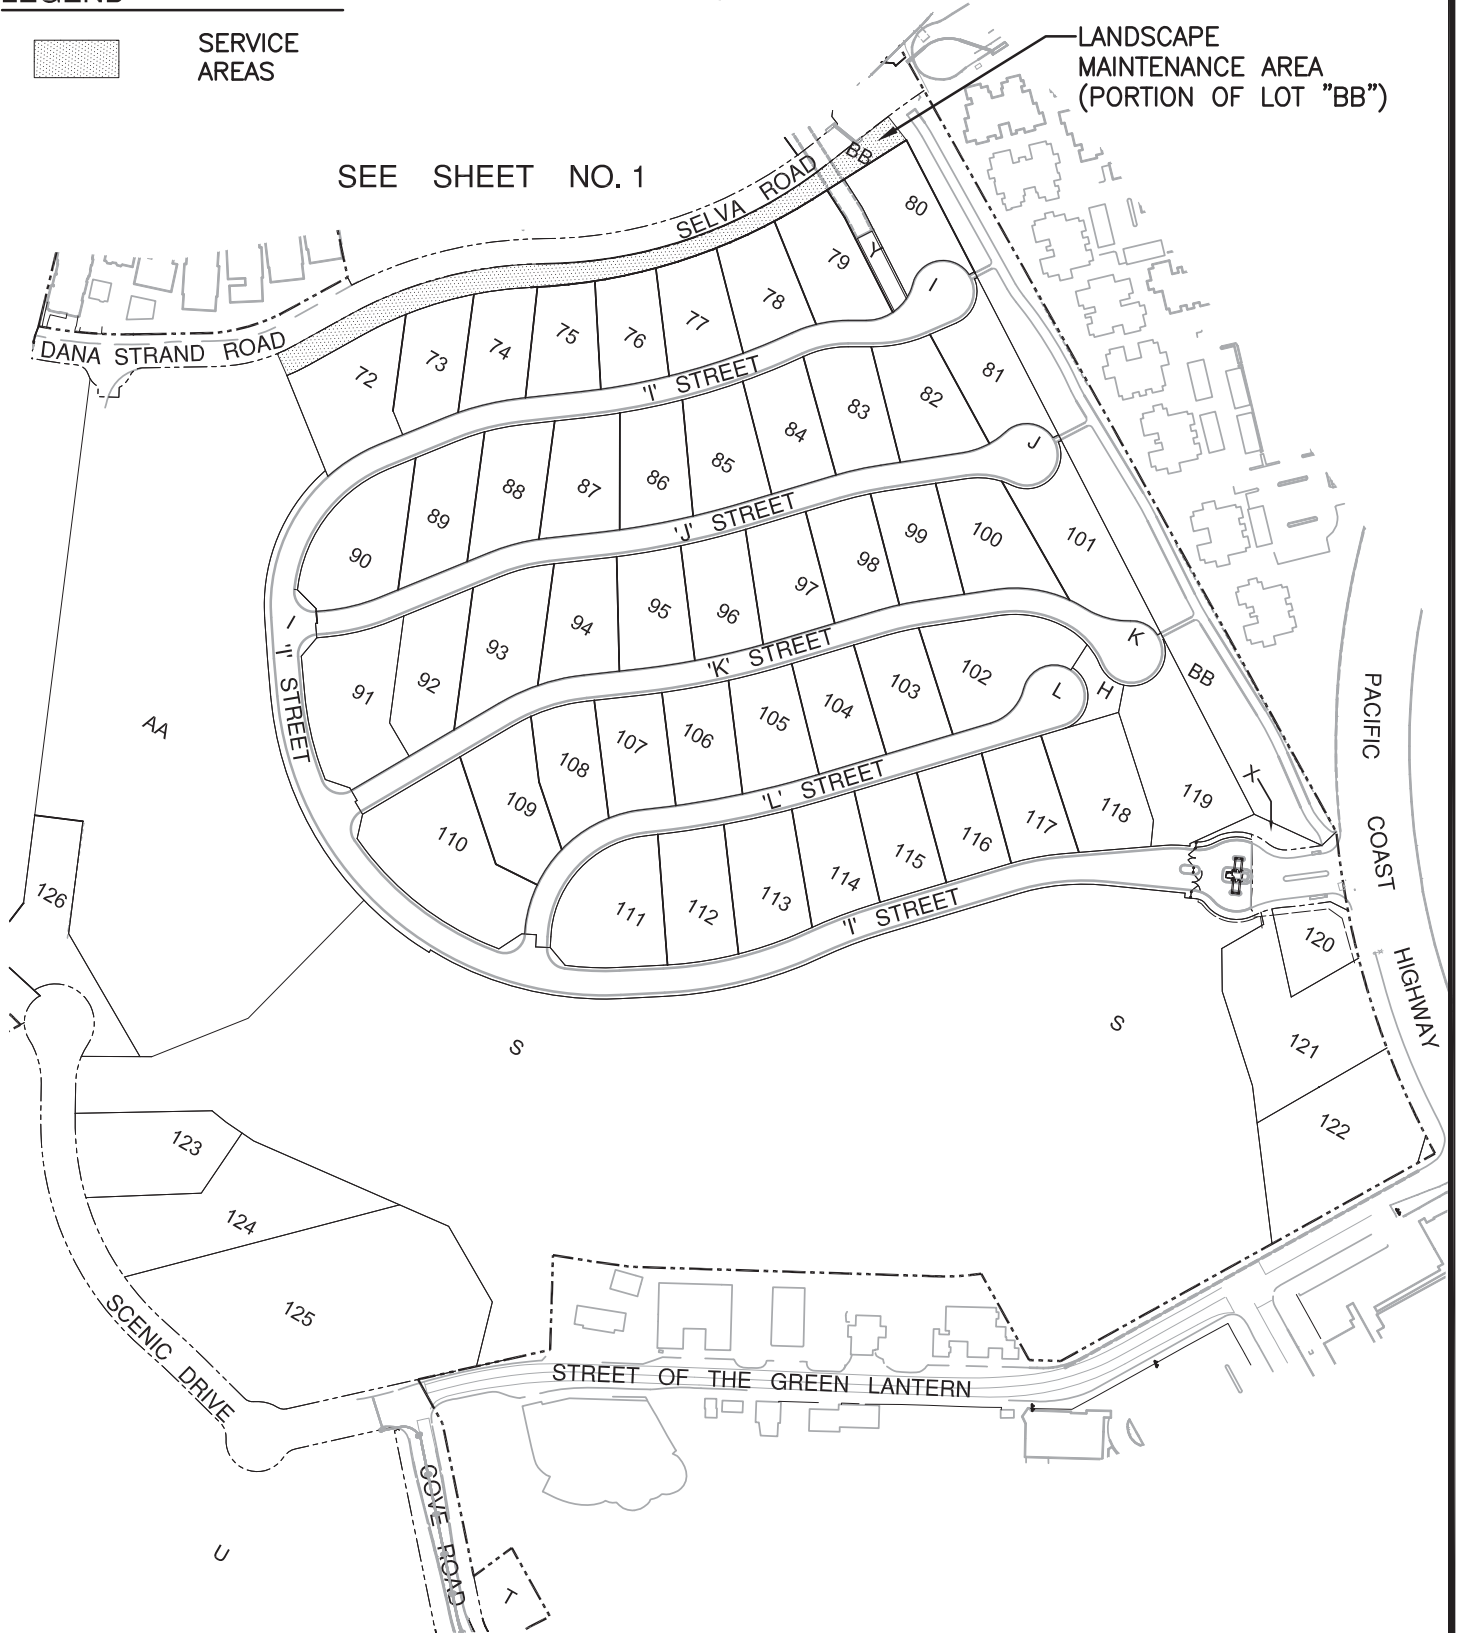 LEGEND
SERVICE
AREAS
LANDSCAPE
MAINTENANCE AREA
(PORTION OF LOT "BB")
SEE SHEET NO. 1
SELVA ROAD
BB
80
Y
79
I
78
77
76
75
74
73
72
DANA STRAND ROAD
'I' STREET
81
82
83
84
85
86
87
88
89
90
J
'J' STREET
101
100
99
98
97
96
95
94
93
92
91
I
'I' STREET
K
'K' STREET
BB
H
L
102
103
104
105
106
107
108
109
110
'L' STREET
X
119
118
117
116
115
114
113
112
111
'I' STREET
PACIFIC
COAST
HIGHWAY
AA
126
120
121
122
S
S
123
124
125
SCENIC DRIVE
STREET OF THE GREEN LANTERN
COVE ROAD
U
T